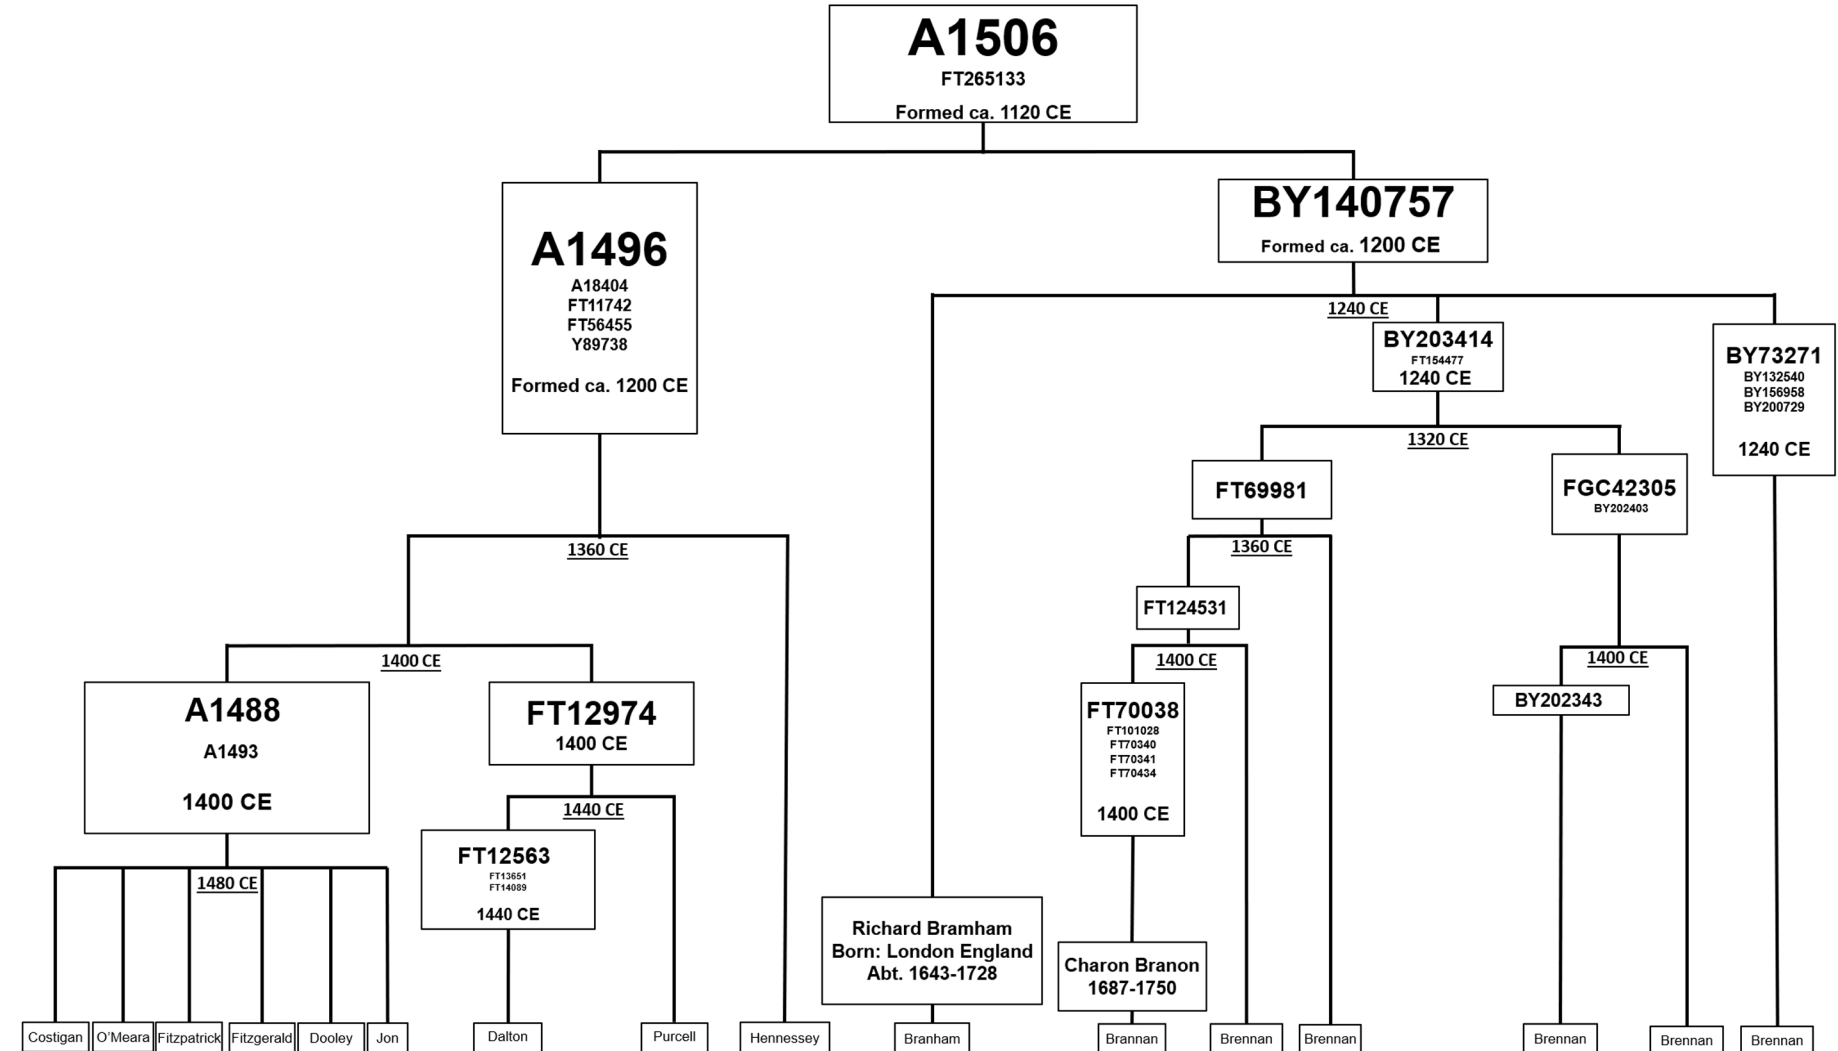 A1506
FT265133
Formed ca. 1120 CE
A1496
A18404
FT11742
FT56455
Y89738
Formed ca. 1200 CE
BY140757
Formed ca. 1200 CE
1240 CE
BY203414
FT154477
1240 CE
BY73271
BY132540
BY156958
BY200729
1240 CE
1320 CE
FT69981
FGC42305
BY202403
1360 CE
1360 CE
FT124531
1400 CE
1400 CE
1400 CE
A1488
A1493
1400 CE
FT12974
1400 CE
FT70038
FT101028
FT70340
FT70341
FT70434
1400 CE
BY202343
1440 CE
FT12563
FT13651
FT14089
1440 CE
1480 CE
Richard Bramham
Born: London England
Abt. 1643-1728
Charon Branon
1687-1750
Costigan
O'Meara
Fitzpatrick
Fitzgerald
Dooley
Jon
Dalton
Purcell
Hennessey
Branham
Brannan
Brennan
Brennan
Brennan
Brennan
Brennan